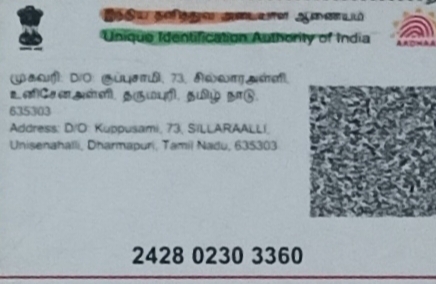 இந்திய தனித்துவ அடையாள ஆணையம்
Unique Identification Authority of India
AADHAA
முகவரி: D/O: குப்புசாமி, 73, சில்லாரஅள்ளி,
உனிசேனஅள்ளி, தருமபுரி, தமிழ் நாடு,
635303
Address: D/O: Kuppusami, 73, SILLARAALLI,
Unisenahalli, Dharmapuri, Tamil Nadu, 635303
2428 0230 3360